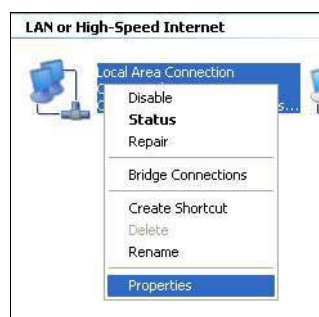 LAN or High-Speed Internet
Local Area Connection
Disable
Status
Repair
Bridge Connections
Create Shortcut
Delete
Rename
Properties